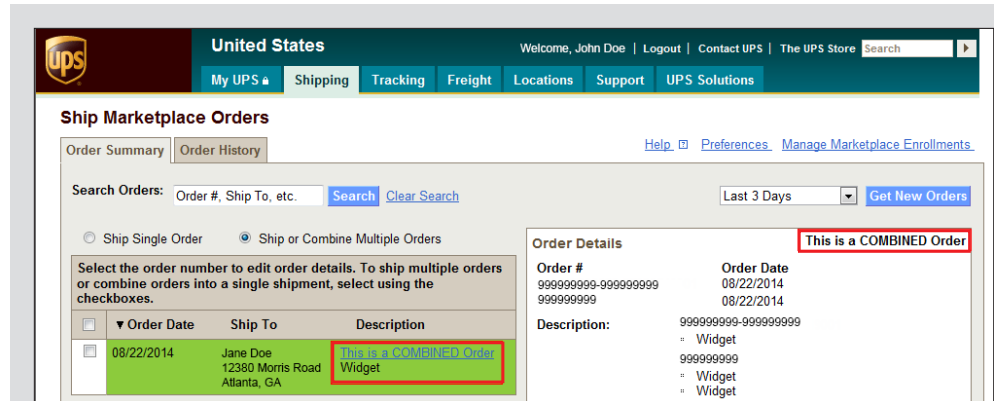 ups
United States
Welcome, John Doe | Logout | Contact UPS | The UPS Store Search
My UPS Shipping Tracking Freight Locations Support UPS Solutions
Ship Marketplace Orders
Order Summary Order History
Help ? Preferences Manage Marketplace Enrollments
Search Orders: Order #, Ship To, etc. Search Clear Search
Last 3 Days Get New Orders
Ship Single Order Ship or Combine Multiple Orders
Select the order number to edit order details. To ship multiple orders
or combine orders into a single shipment, select using the
checkboxes.
Order Date Ship To Description
08/22/2014 Jane Doe This is a COMBINED Order
12380 Morris Road Widget
Atlanta, GA
Order Details This is a COMBINED Order
Order # Order Date
999999999-999999999 08/22/2014
999999999 08/22/2014
Description: 999999999-999999999
Widget
999999999
Widget
Widget